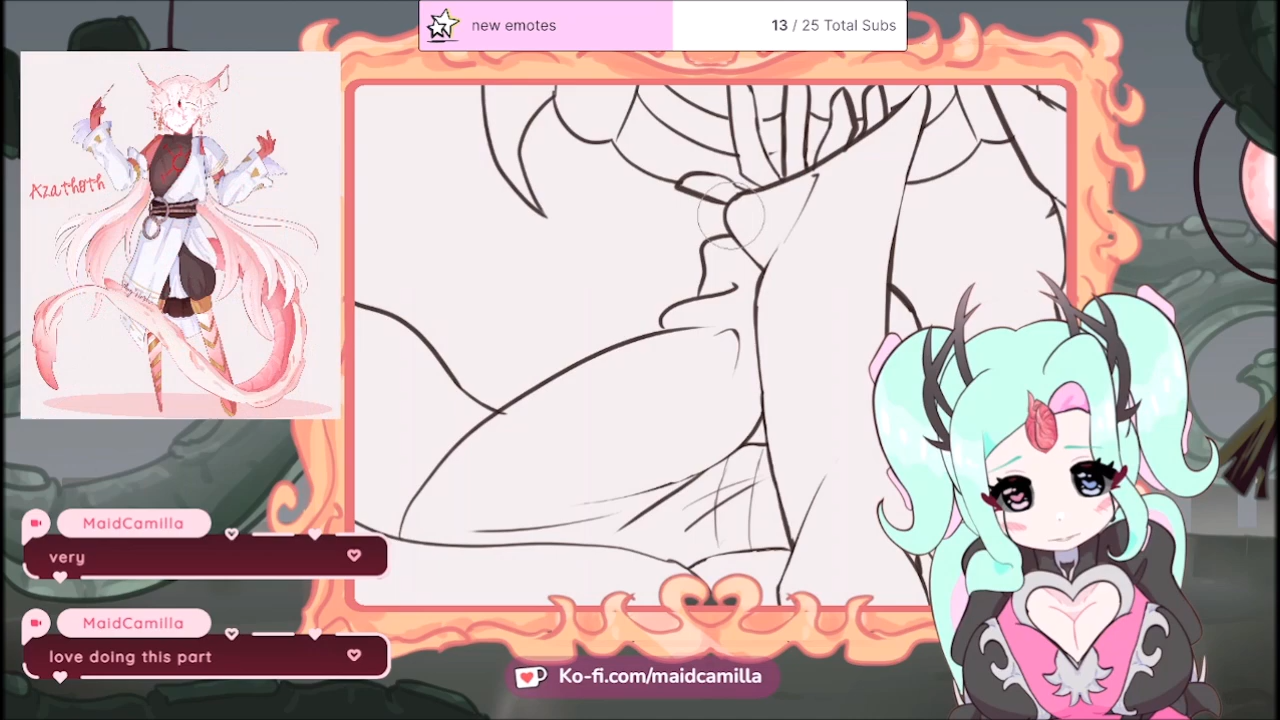 new emotes
13 / 25 Total Subs
Azathoth
MaidCamilla
very
MaidCamilla
love doing this part
Ko-fi.com/maidcamilla